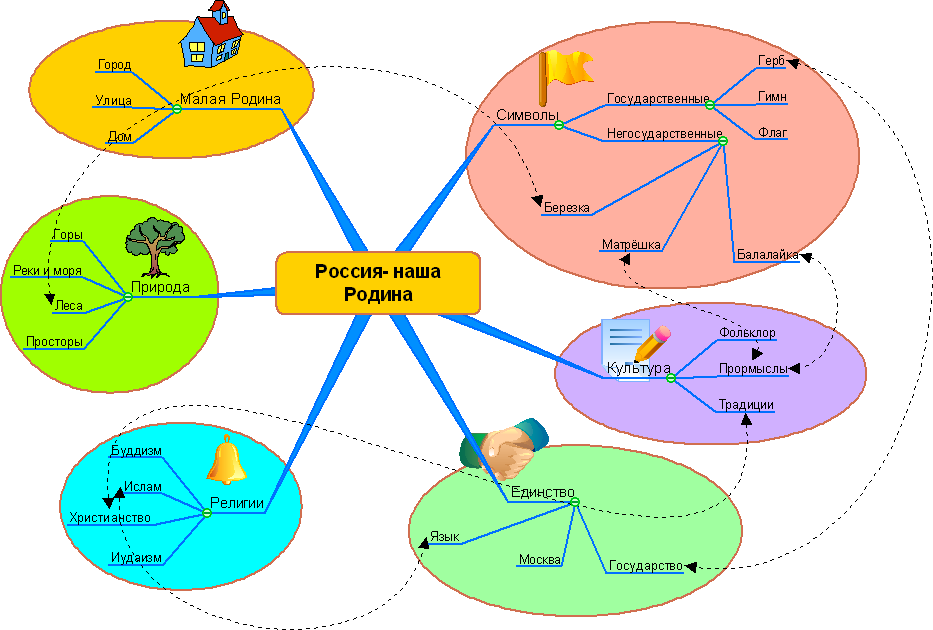 Город
Улица
Дом
Малая Родина
Символы
Государственные
Герб
Гимн
Флаг
Негосударственные
Березка
Матрёшка
Балалайка
Горы
Реки и моря
Леса
Просторы
Природа
Россия- наша
Родина
Культура
Фольклор
Прормыслы
Традиции
Буддизм
Ислам
Христианство
Иудаизм
Религии
Единство
Язык
Москва
Государство